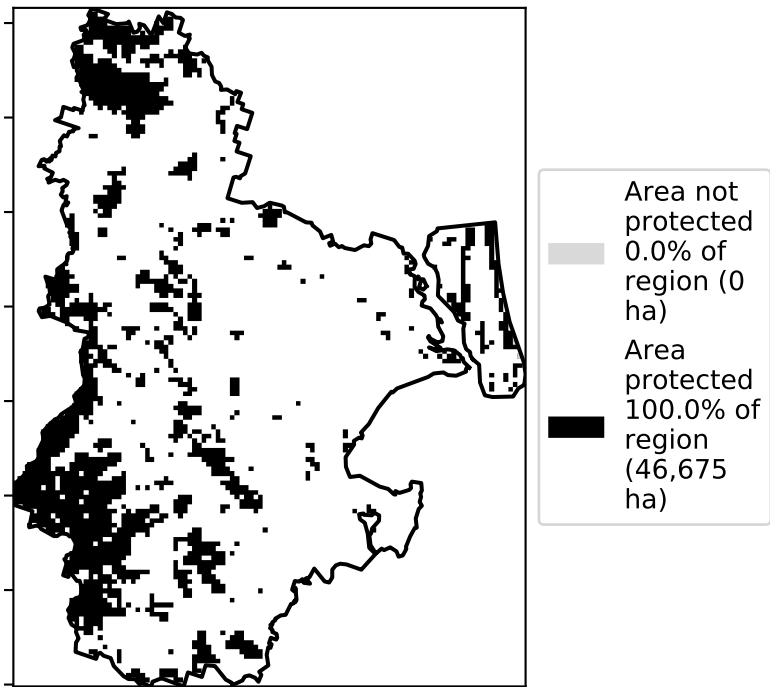 Area not
protected
0.0% of
region (0
ha)
Area
protected
100.0% of
region
(46,675
ha)